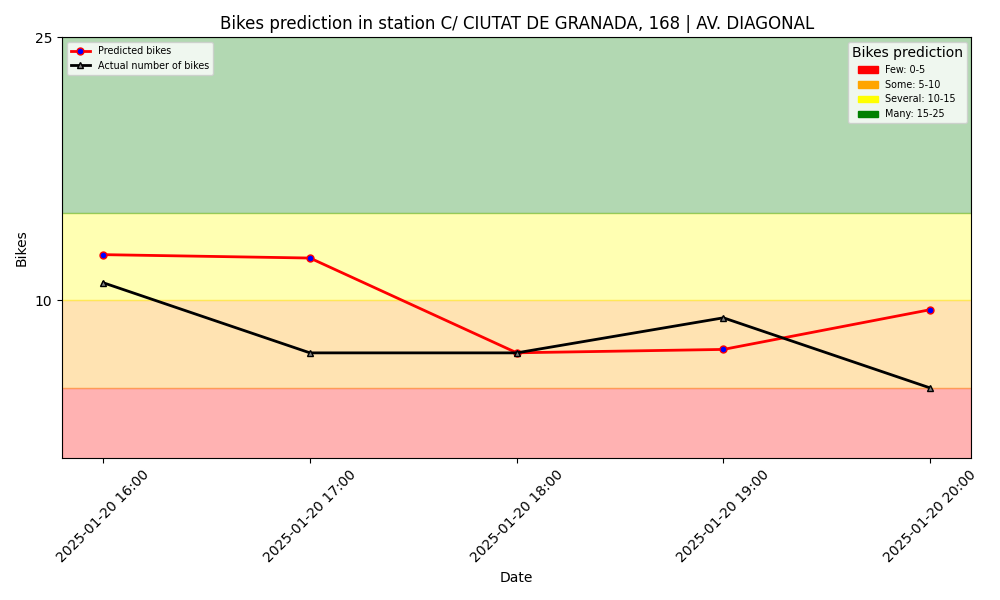 Bikes prediction in station C/ CIUTAT DE GRANADA, 168 | AV. DIAGONAL
25
Predicted bikes
Actual number of bikes
Bikes prediction
Few: 0-5
Some: 5-10
Several: 10-15
Many: 15-25
Bikes
10
2025-01-20 16:00
2025-01-20 17:00
2025-01-20 18:00
2025-01-20 19:00
2025-01-20 20:00
Date